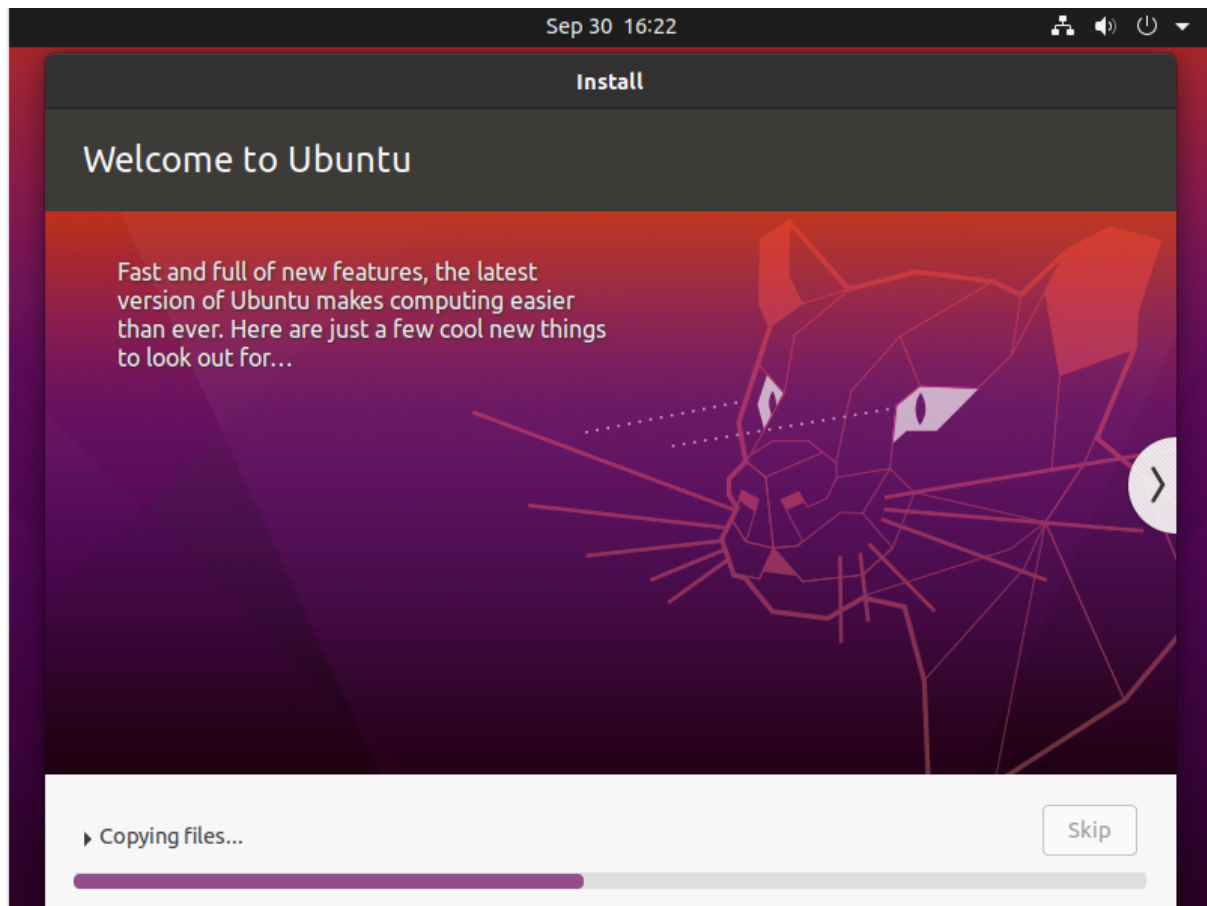 Sep 30 16:22
Install
Welcome to Ubuntu
Fast and full of new features, the latest
version of Ubuntu makes computing easier
than ever. Here are just a few cool new things
to look out for...
Copying files...
Skip